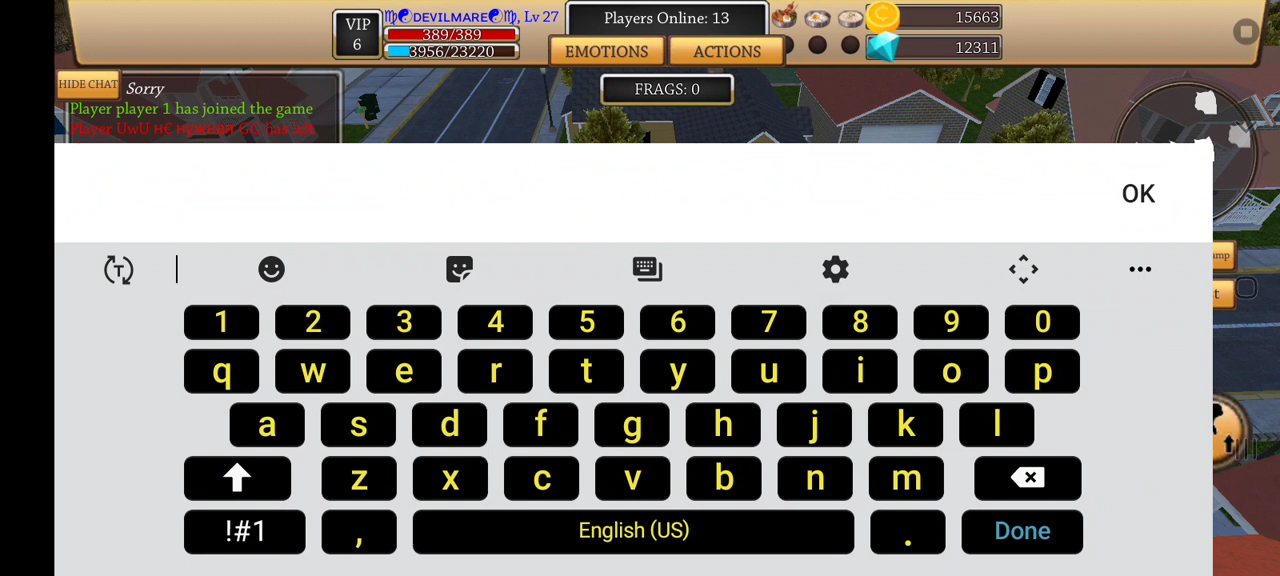 VIP
6
♍☯DEVILMARE☯♍, Lv 27
389/389
3956/23220
Players Online: 13
EMOTIONS
ACTIONS
15663
12311
HIDE CHAT
Sorry
Player player 1 has joined the game
FRAGS: 0
OK
1 2 3 4 5 6 7 8 9 0
q w e r t y u i o p
a s d f g h j k l
z x c v b n m
!#1 , English (US) . Done